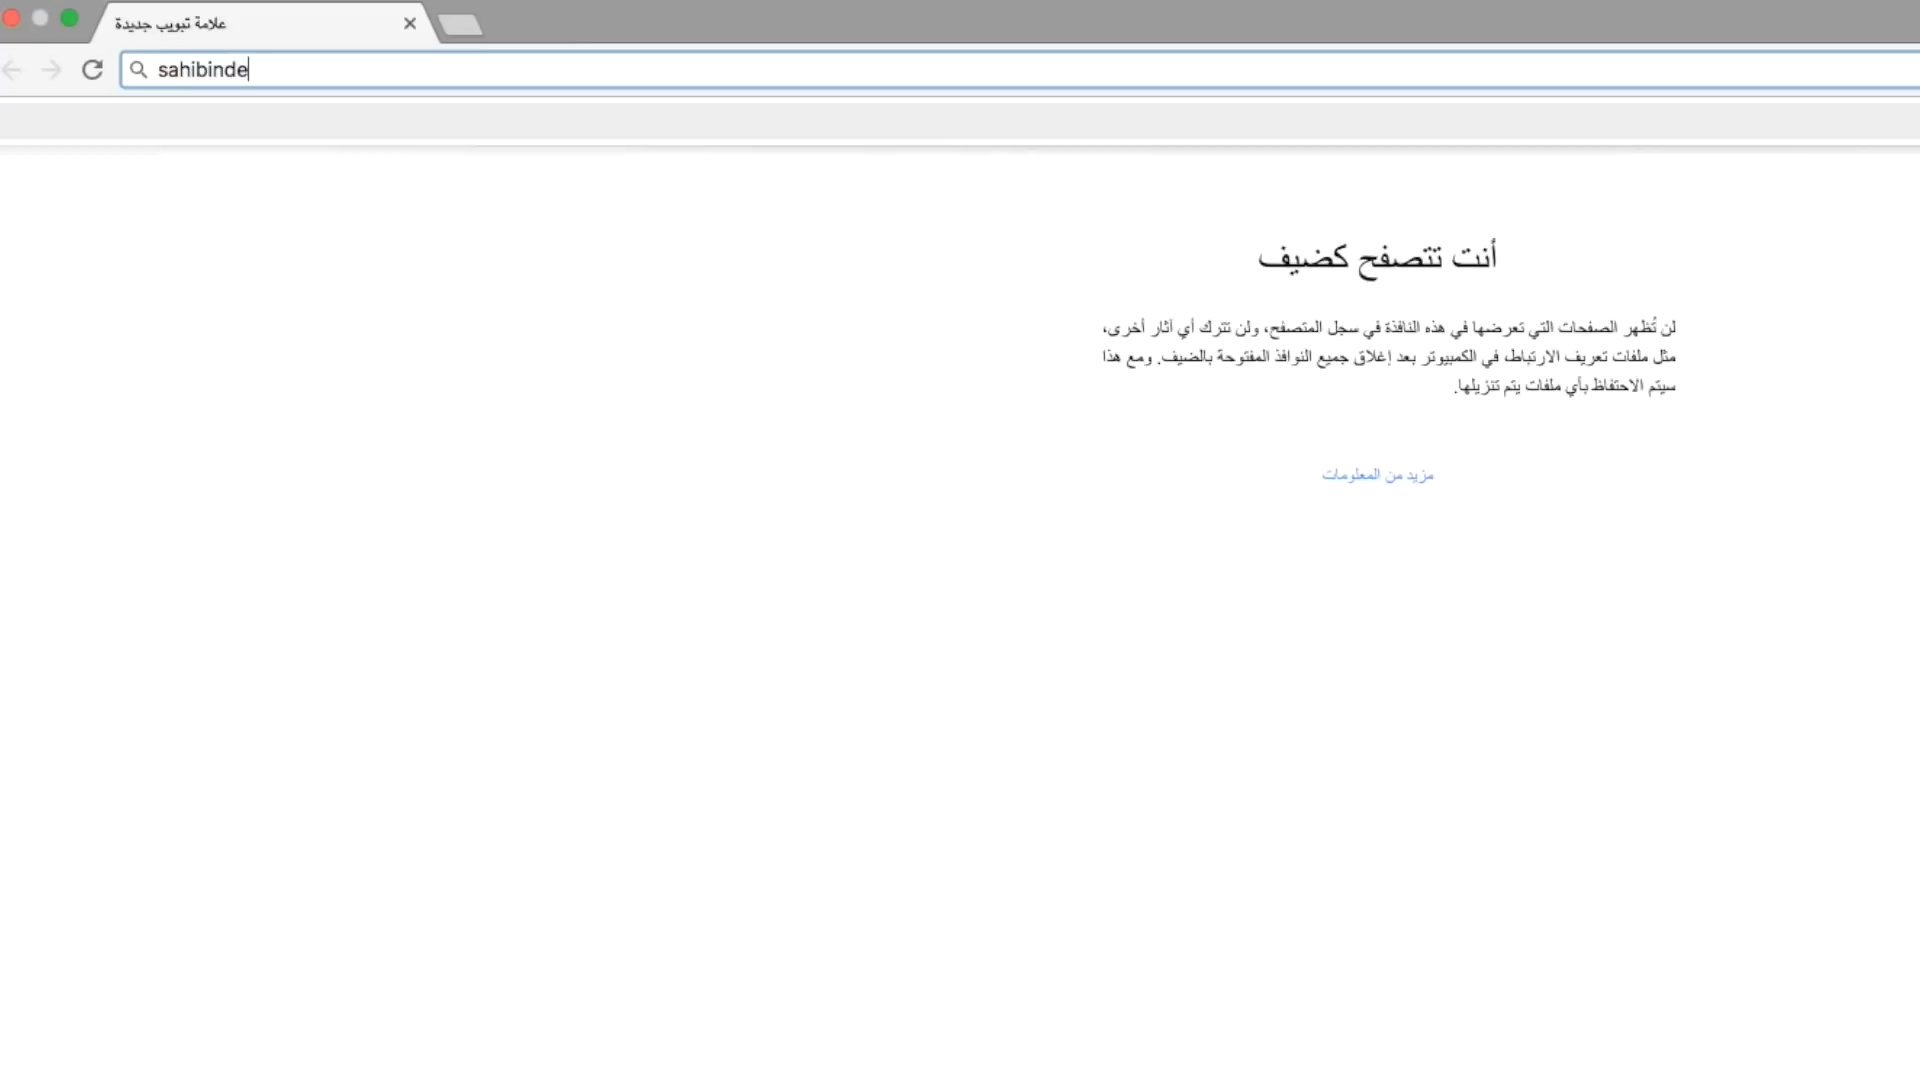 علامة تبويب جديدة
sahibinde
أنت تتصفح كضيف
لن تُظهر الصفحات التي تعرضها في هذه النافذة في سجل المتصفح، ولن تترك أي آثار أخرى،
مثل ملفات تعريف الارتباط، في الكمبيوتر بعد إغلاق جميع النوافذ المفتوحة بالضيف. ومع هذا
سيتم الاحتفاظ بأي ملفات يتم تنزيلها.
مزيد من المعلومات